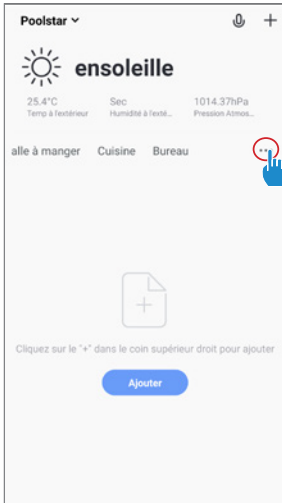 Poolstar
ensoleille
25.4°C Sec 1014.37hPa
Temp à l'extérieur Humidité à l'exté... Pression Atmos...
alle à manger Cuisine Bureau ...
Cliquez sur le "+" dans le coin supérieur droit pour ajouter
Ajouter